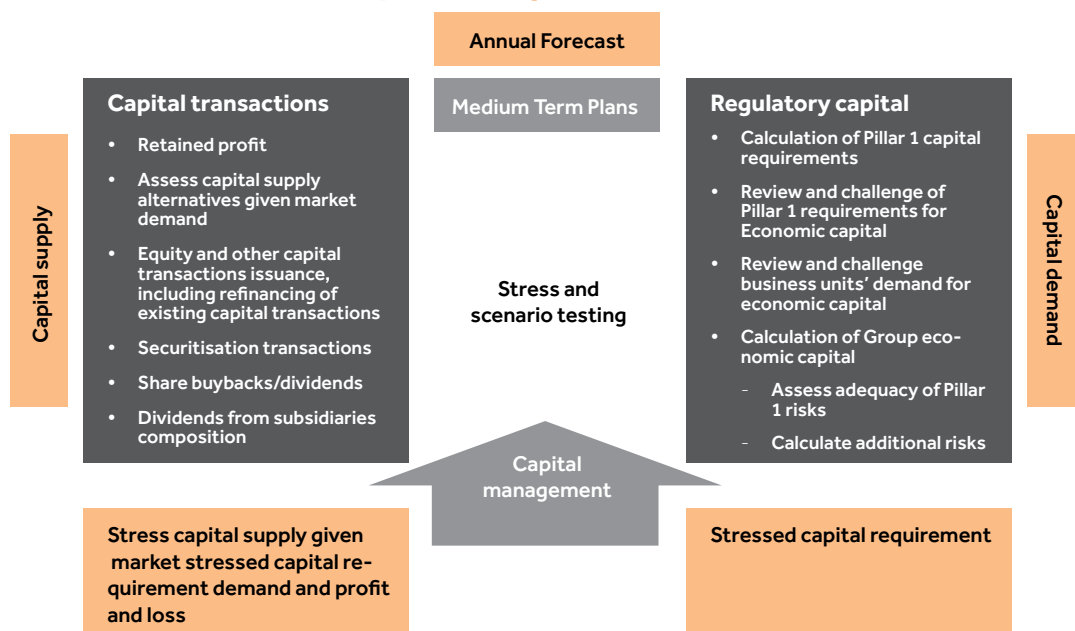 Annual Forecast
Medium Term Plans
Capital supply
Capital transactions
• Retained profit
• Assess capital supply
alternatives given market
demand
• Equity and other capital
transactions issuance,
including refinancing of
existing capital transactions
• Securitisation transactions
• Share buybacks/dividends
• Dividends from subsidiaries
composition
Stress and
scenario testing
Regulatory capital
• Calculation of Pillar 1 capital
requirements
• Review and challenge of
Pillar 1 requirements for
Economic capital
• Review and challenge
business units’ demand for
economic capital
• Calculation of Group eco-
nomic capital
- Assess adequacy of Pillar
1 risks
- Calculate additional risks
Capital demand
Capital
management
Stress capital supply given
market stressed capital re-
quirement demand and profit
and loss
Stressed capital requirement